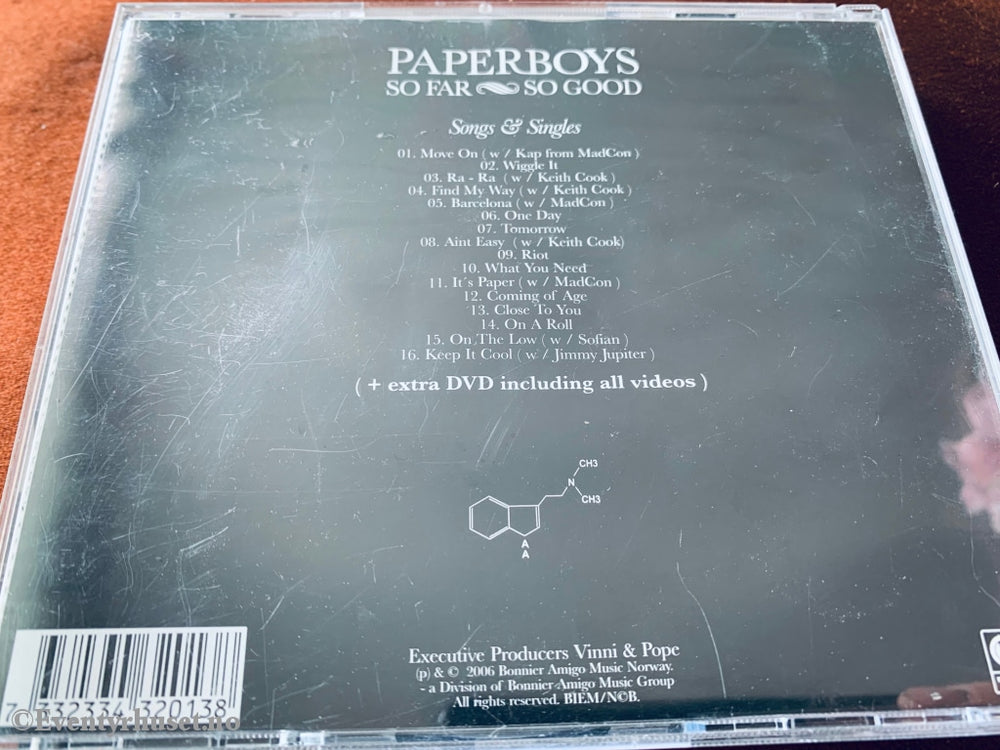 PAPERBOYS
SO FAR SO GOOD
Songs & Singles
01. Move On ( w / Kap from MadCon )
02. Wiggle It
03. Ra - Ra ( w / Keith Cook )
04. Find My Way ( w / Keith Cook )
05. Barcelona ( w / MadCon )
06. One Day
07. Tomorrow
08. Aint Easy ( w / Keith Cook)
09. Riot
10. What You Need
11. It´s Paper ( w / MadCon )
12. Coming of Age
13. Close To You
14. On A Roll
15. On The Low ( w / Sofian )
16. Keep It Cool ( w / Jimmy Jupiter )
( + extra DVD including all videos )
CH3
N
CH3
A
A
Executive Producers Vinni & Pope
(p) & © 2006 Bonnier Amigo Music Norway.
- a Division of Bonnier Amigo Music Group
All rights reserved. BIEM/N©B.
320138
©Eventyrhuset.no